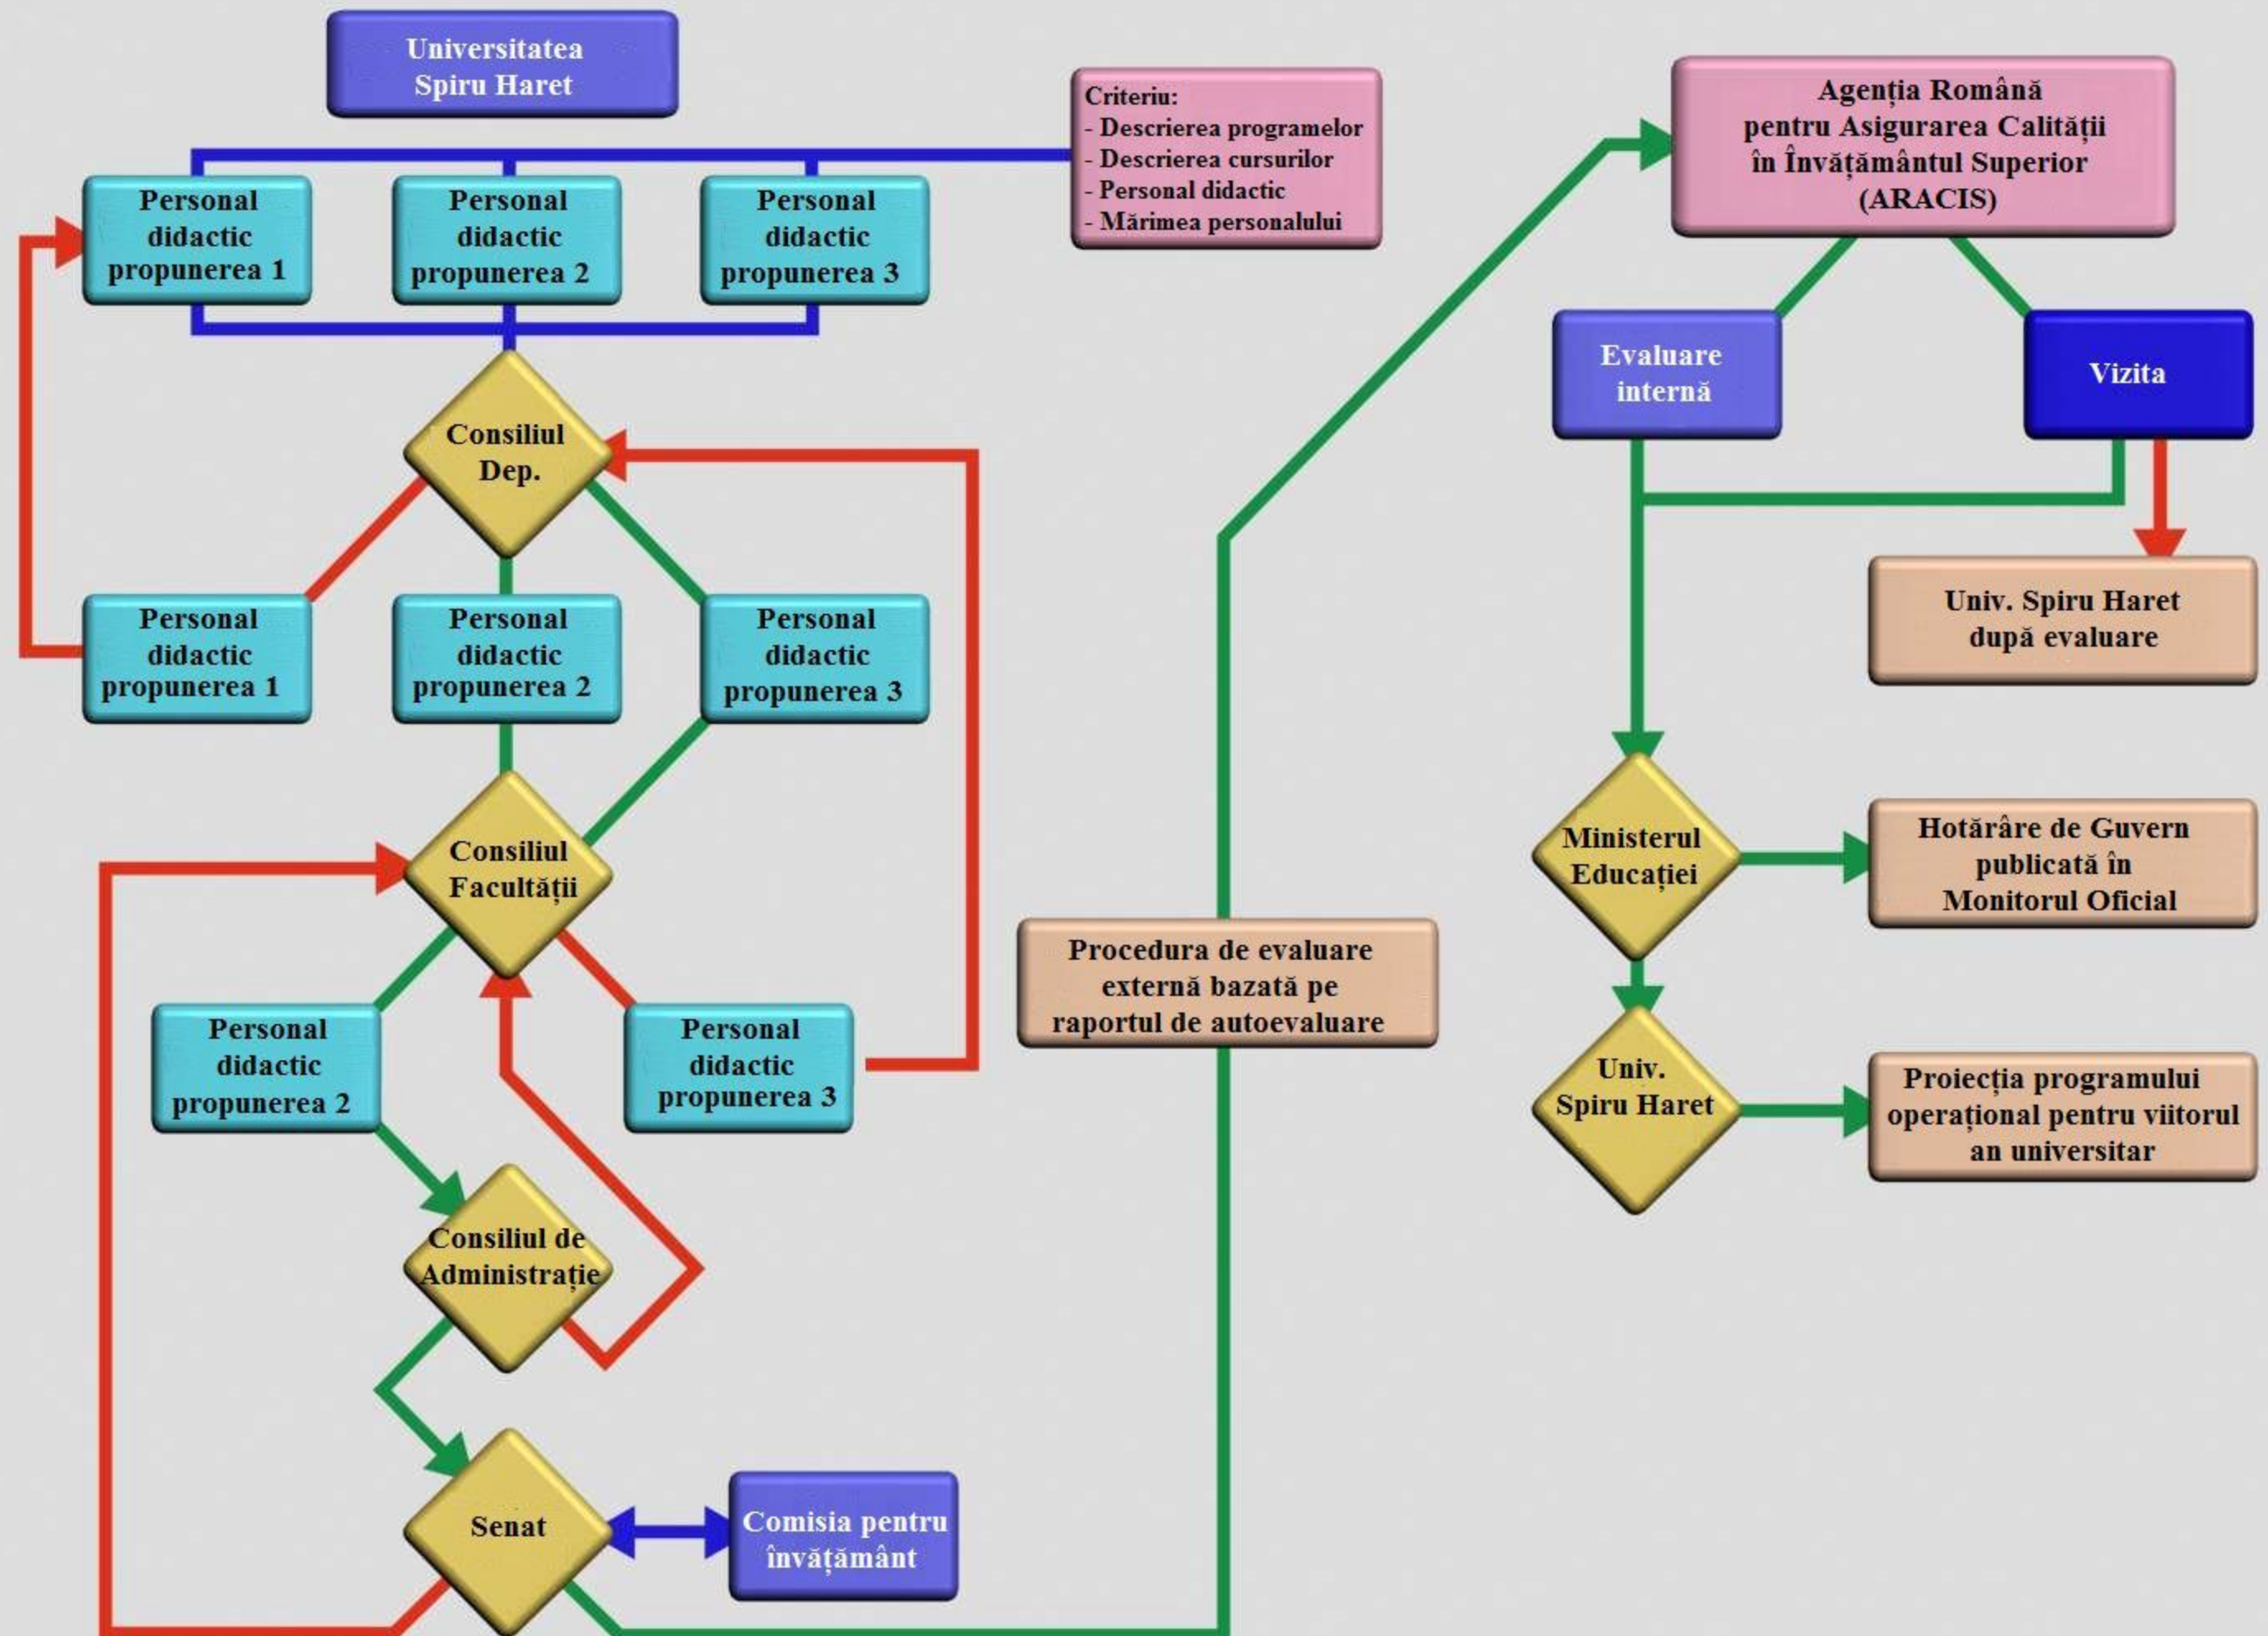 Universitatea
Spiru Haret
Criteriu:
- Descrierea programelor
- Descrierea cursurilor
- Personal didactic
- Mărimea personalului
Personal
didactic
propunerea 1
Personal
didactic
propunerea 2
Personal
didactic
propunerea 3
Consiliul
Dep.
Personal
didactic
propunerea 1
Personal
didactic
propunerea 2
Personal
didactic
propunerea 3
Consiliul
Facultății
Personal
didactic
propunerea 2
Personal
didactic
propunerea 3
Consiliul de
Administrație
Senat
Comisia pentru
învățământ
Procedura de evaluare
externă bazată pe
raportul de autoevaluare
Agenția Română
pentru Asigurarea Calității
în Învățământul Superior
(ARACIS)
Evaluare
internă
Vizita
Univ. Spiru Haret
după evaluare
Ministerul
Educației
Hotărâre de Guvern
publicată în
Monitorul Oficial
Univ.
Spiru Haret
Proiecția programului
operațional pentru viitorul
an universitar